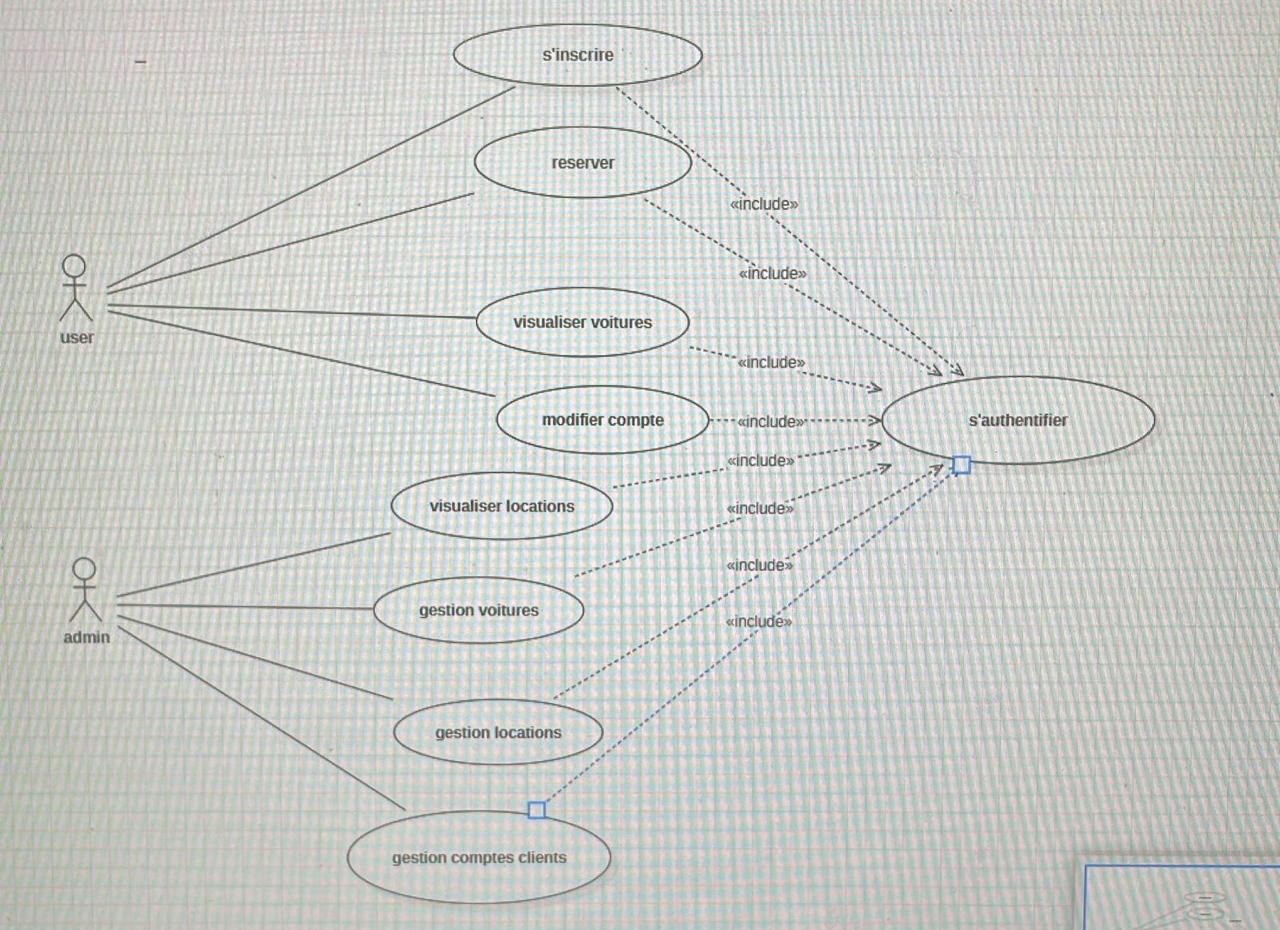 s'inscrire
reserver
«include»
«include»
user
visualiser voitures
«include»
modifier compte
«include»
s'authentifier
«include»
visualiser locations
«include»
«include»
admin
gestion voitures
«include»
gestion locations
gestion comptes clients